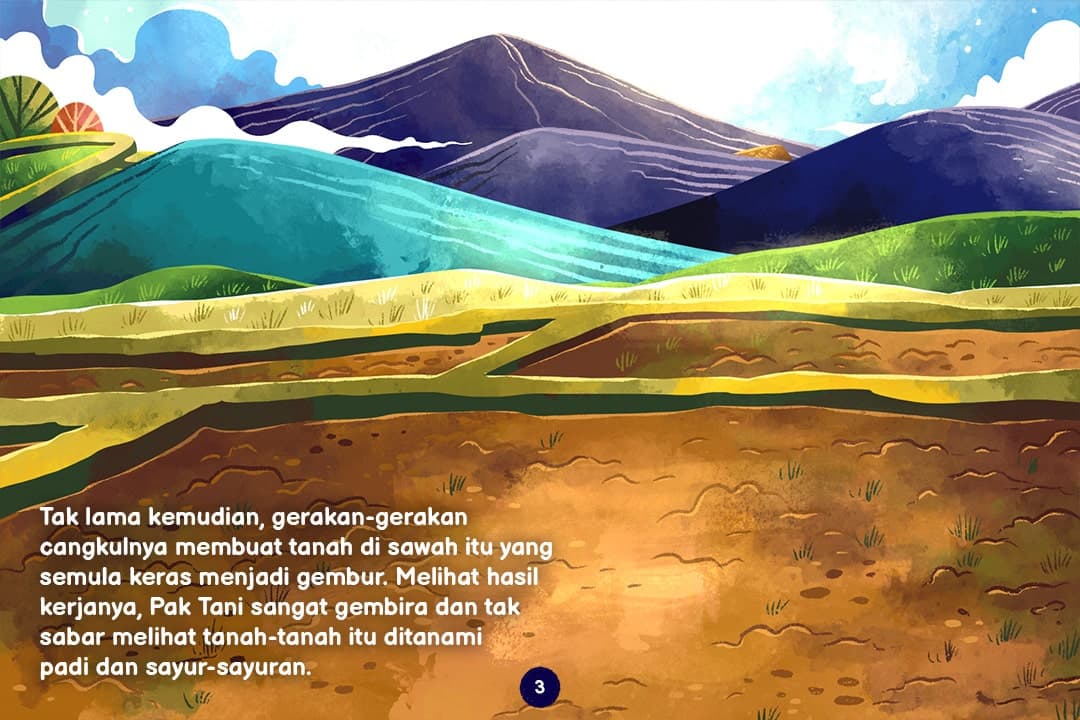 Tak lama kemudian, gerakan-gerakan
cangkulnya membuat tanah di sawah itu yang
semula keras menjadi gembur. Melihat hasil
kerjanya, Pak Tani sangat gembira dan tak
sabar melihat tanah-tanah itu ditanami
padi dan sayur-sayuran.
3